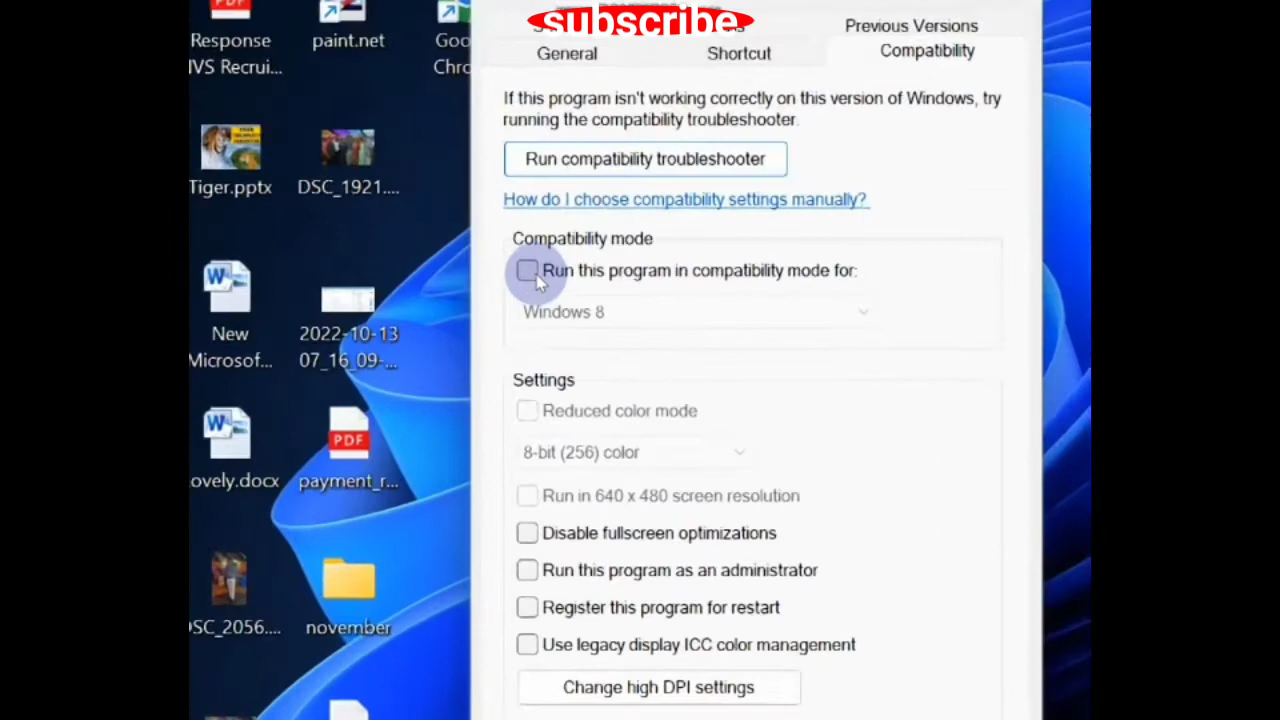 subscribe
Response
IVS Recrui...
paint.net
Goo
Chro
Previous Versions
General
Shortcut
Compatibility
If this program isn't working correctly on this version of Windows, try
running the compatibility troubleshooter.
Run compatibility troubleshooter
How do I choose compatibility settings manually?
Tiger.pptx
DSC_1921....
Compatibility mode
Run this program in compatibility mode for:
Windows 8
New
Microsof...
2022-10-13
07_16_09-...
Settings
Reduced color mode
8-bit (256) color
Run in 640 x 480 screen resolution
Disable fullscreen optimizations
Run this program as an administrator
Register this program for restart
Use legacy display ICC color management
Change high DPI settings
ovely.docx
PDF
payment_r...
SC_2056....
november